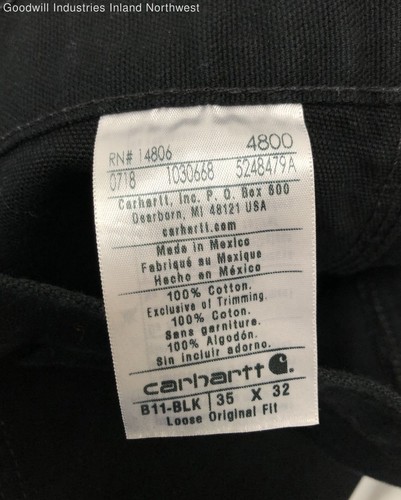 Goodwill Industries Inland Northwest
RN# 14806 4800
0718 1030668 5248479A
Carhartt, Inc. P. O. Box 600
Dearborn, MI 48121 USA
carhartt.com
Made in Mexico
Fabriqué au Mexique
Hecho en México
100% Cotton.
Exclusive of Trimming.
100% Coton.
Sans garniture.
100% Algodón.
Sin incluir adorno.
carhartt
B11-BLK 35 X 32
Loose Original Fit